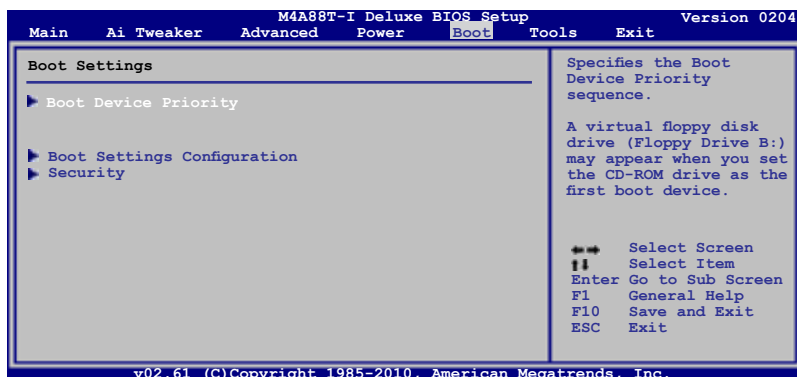 M4A88T-I Deluxe BIOS Setup Version 0204
Main Ai Tweaker Advanced Power Boot Tools Exit
Boot Settings
Boot Device Priority
Boot Settings Configuration
Security
Specifies the Boot
Device Priority
sequence.
A virtual floppy disk
drive (Floppy Drive B:)
may appear when you set
the CD-ROM drive as the
first boot device.
Select Screen
Select Item
Enter Go to Sub Screen
F1 General Help
F10 Save and Exit
ESC Exit
v02.61 (C)Copyright 1985-2010, American Megatrends, Inc.